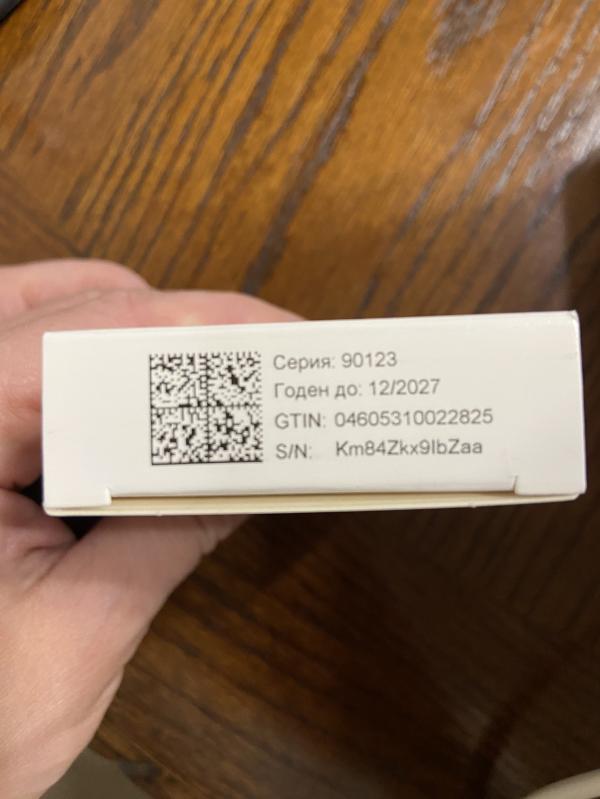 Серия: 90123
Годен до: 12/2027
GTIN: 04605310022825
S/N: Km84Zkx9IbZaa